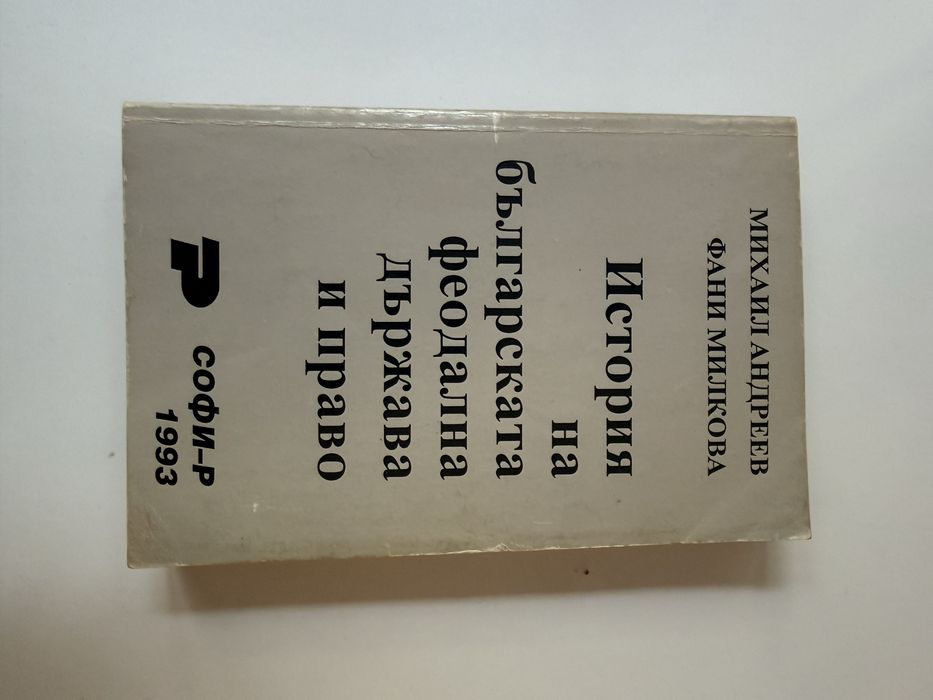 МИХАИЛ АНДРЕЕВ
ФАНИ МИЛКОВА
История
на
българската
феодална
държава
и право
СОФИ-Р
1993